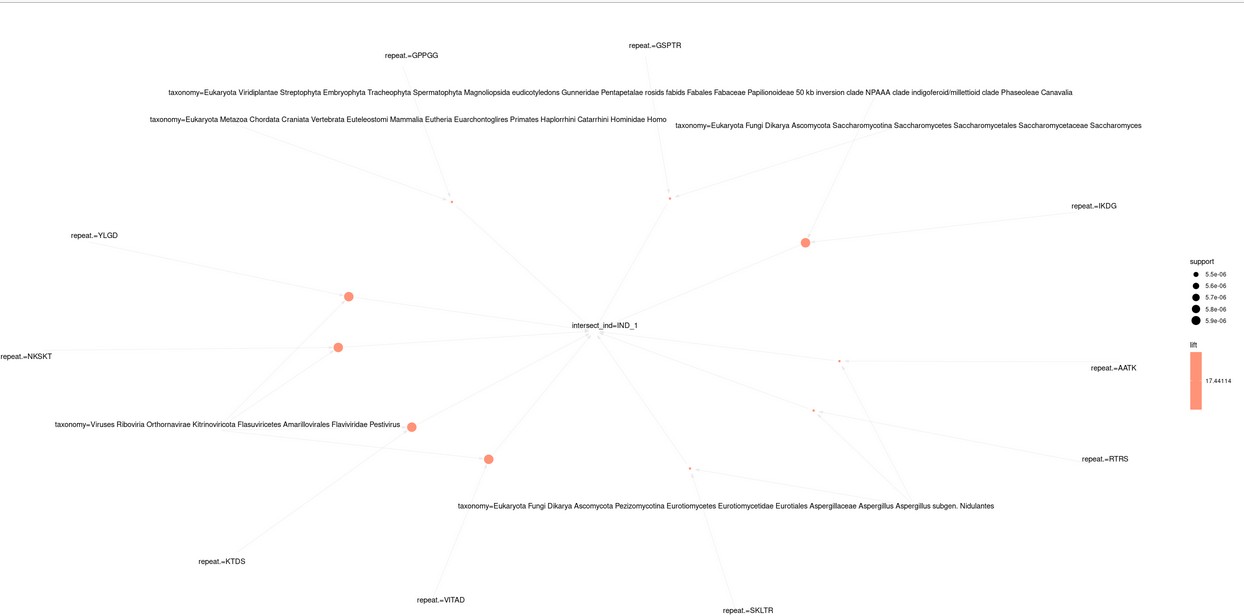 repeat.=GSPTR
repeat.=GPPGG
taxonomy=Eukaryota Viridiplantae Streptophyta Embryophyta Tracheophyta Spermatophyta Magnoliopsida eudicotyledons Gunneridae Pentapetalae rosids fabids Fabales Fabaceae Papilionoideae 50 kb inversion clade NPAAA clade indigoferoid/millettioid clade Phaseoleae Canavalia
taxonomy=Eukaryota Metazoa Chordata Craniata Vertebrata Euteleostomi Mammalia Eutheria Euarchontoglires Primates Haplorrhini Catarrhini Hominidae Homo
taxonomy=Eukaryota Fungi Dikarya Ascomycota Saccharomycotina Saccharomycetes Saccharomycetales Saccharomycetaceae Saccharomyces
repeat.=IKDG
repeat.=YLGD
support
5.5e-06
5.6e-06
5.7e-06
5.8e-06
5.9e-06
intersect_ind=IND_1
lift
17.44114
repeat.=NKSKT
repeat.=AATK
taxonomy=Viruses Riboviria Orthornavirae Kitrinoviricota Flasuviricetes Amarillovirales Flaviviridae Pestivirus
repeat.=RTRS
taxonomy=Eukaryota Fungi Dikarya Ascomycota Pezizomycotina Eurotiomycetes Eurotiomycetidae Eurotiales Aspergillaceae Aspergillus Aspergillus subgen. Nidulantes
repeat.=KTDS
repeat.=VITAD
repeat.=SKLTR